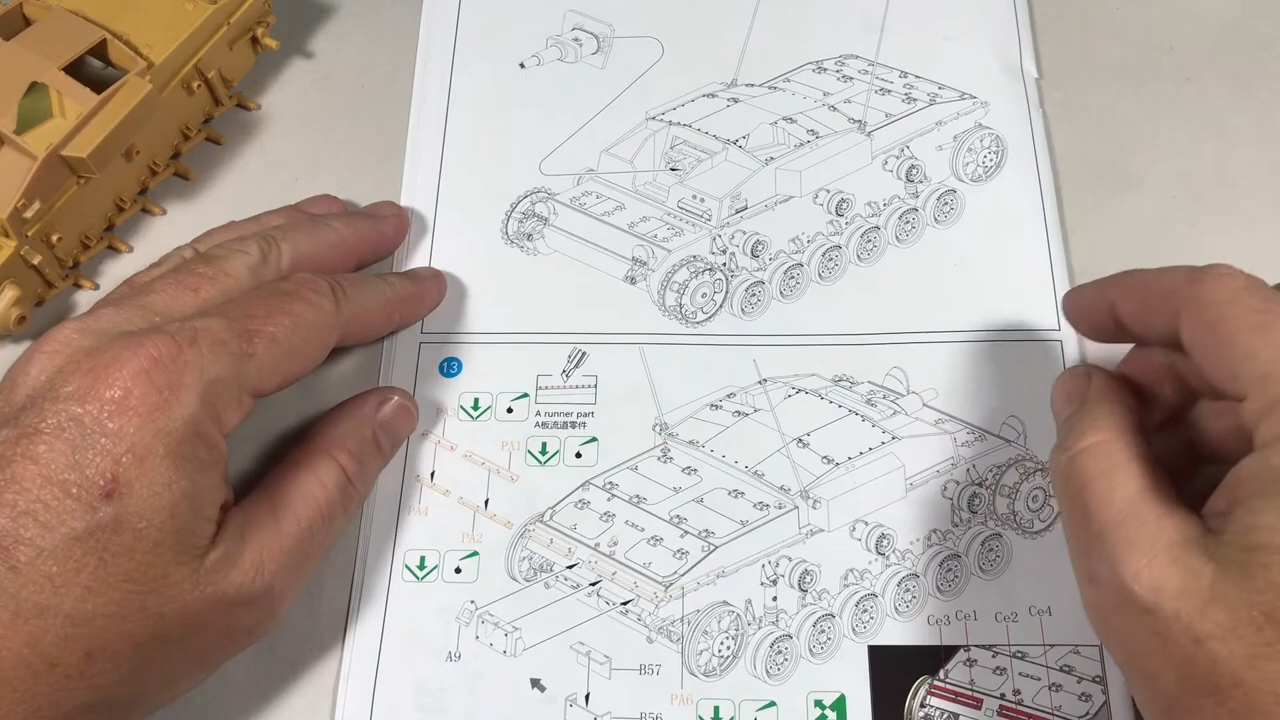 13
A runner part
A板流道零件
PA3
PA1
PA4
PA2
A9
B57
B56
PA6
Ce3 Ce1 Ce2 Ce4